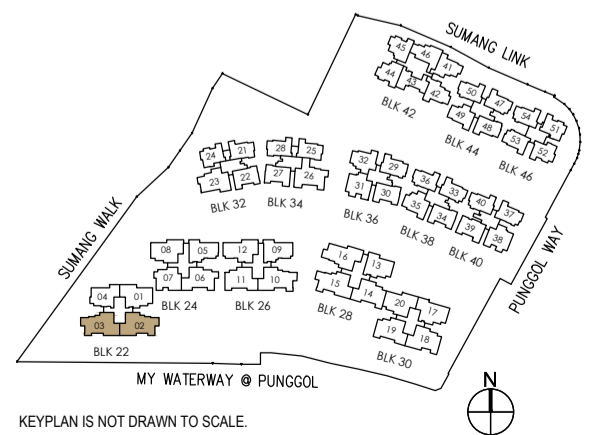 SUMANG LINK
45 46 41
44 43 42
BLK 42
50 47
49 48
BLK 44
54 51
53 52
BLK 46
24 21
23 22
BLK 32
28 25
27 26
BLK 34
32 29
31 30
BLK 36
36 33
35 34
BLK 38
40 37
39 38
BLK 40
SUMANG WALK
PUNGGOL WAY
08 05
07 06
BLK 24
12 09
11 10
BLK 26
16 13
15 14
BLK 28
20 17
19 18
BLK 30
04 01
03 02
BLK 22
MY WATERWAY @ PUNGGOL
N
KEYPLAN IS NOT DRAWN TO SCALE.